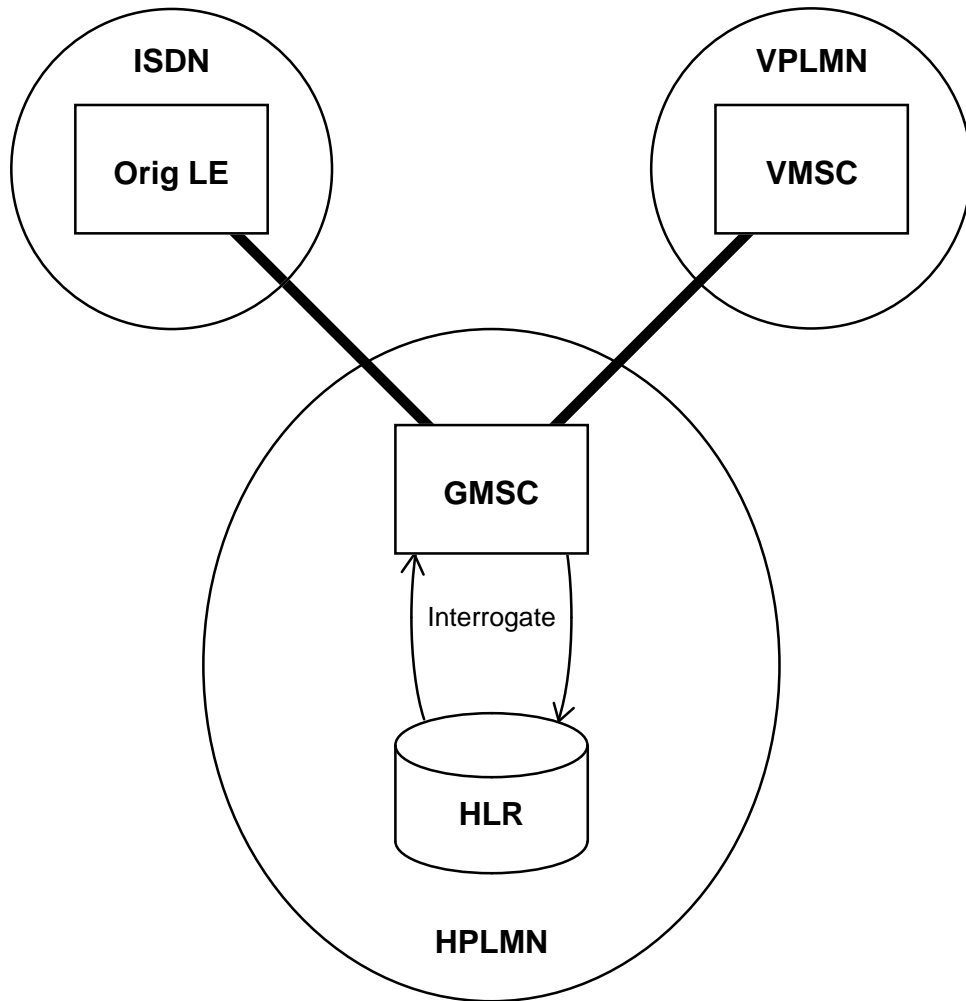 ISDN
VPLMN
Orig LE
VMSC
GMSC
Interrogate
HLR
HPLMN